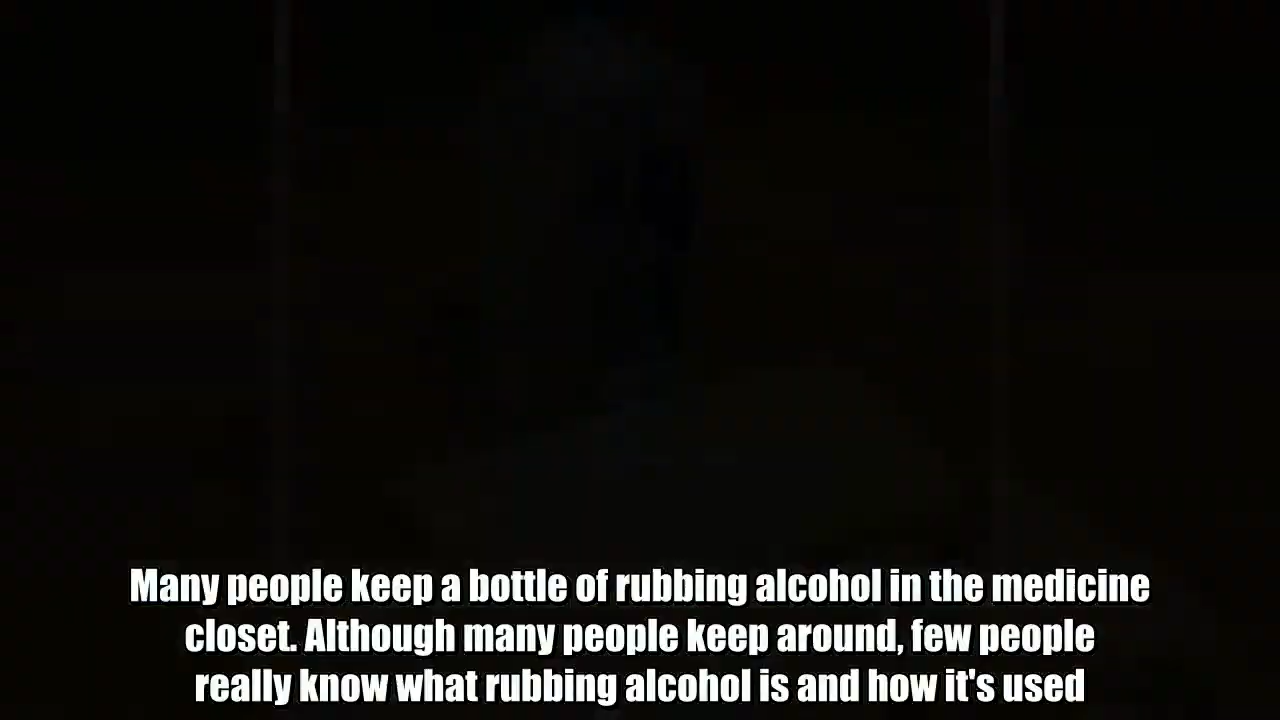 Many people keep a bottle of rubbing alcohol in the medicine
closet. Although many people keep around, few people
really know what rubbing alcohol is and how it's used